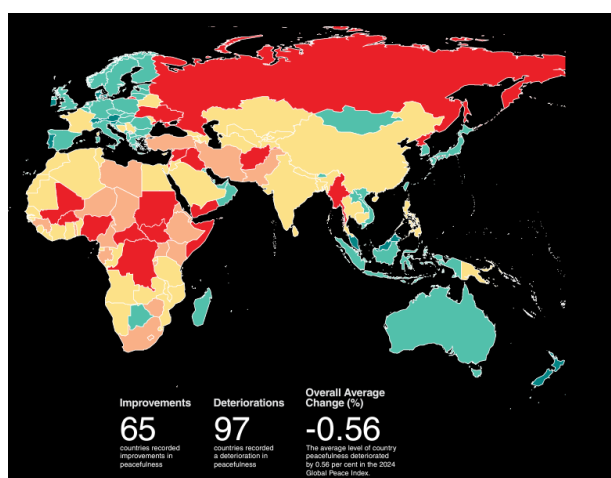 Improvements
65
countries recorded
improvements in
peacefulness
Deteriorations
97
countries recorded
a deterioration in
peacefulness
Overall Average
Change (%)
-0.56
The average level of country
peacefulness deteriorated
by 0.56 per cent in the 2024
Global Peace Index.